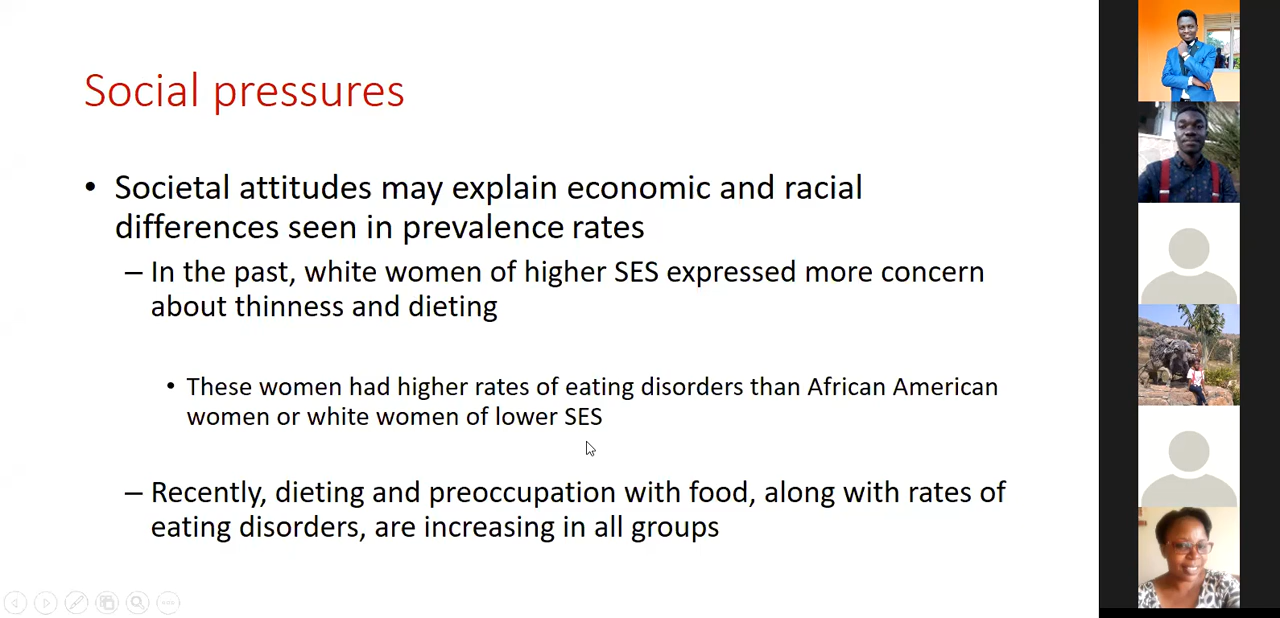 Social pressures
• Societal attitudes may explain economic and racial
differences seen in prevalence rates
– In the past, white women of higher SES expressed more concern
about thinness and dieting
• These women had higher rates of eating disorders than African American
women or white women of lower SES
– Recently, dieting and preoccupation with food, along with rates of
eating disorders, are increasing in all groups